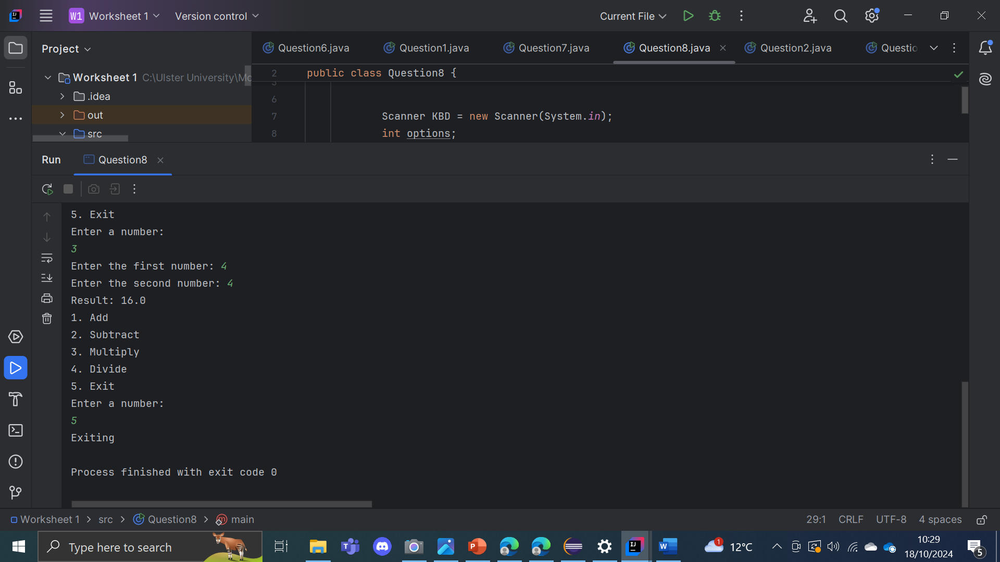 W1 Worksheet 1 Version control Current File
Project
Question6.java Question1.java Question7.java Question8.java Question2.java Questio
Worksheet 1 C:\Ulster University\Mo
.idea
out
src
2 public class Question8 {
5
6
7 Scanner KBD = new Scanner(System.in);
8 int options;
Run Question8
5. Exit
Enter a number:
3
Enter the first number: 4
Enter the second number: 4
Result: 16.0
1. Add
2. Subtract
3. Multiply
4. Divide
5. Exit
Enter a number:
5
Exiting
Process finished with exit code 0
Worksheet 1 > src > Question8 > main
29:1 CRLF UTF-8 4 spaces
Type here to search
1 12°C
10:29
18/10/2024
5